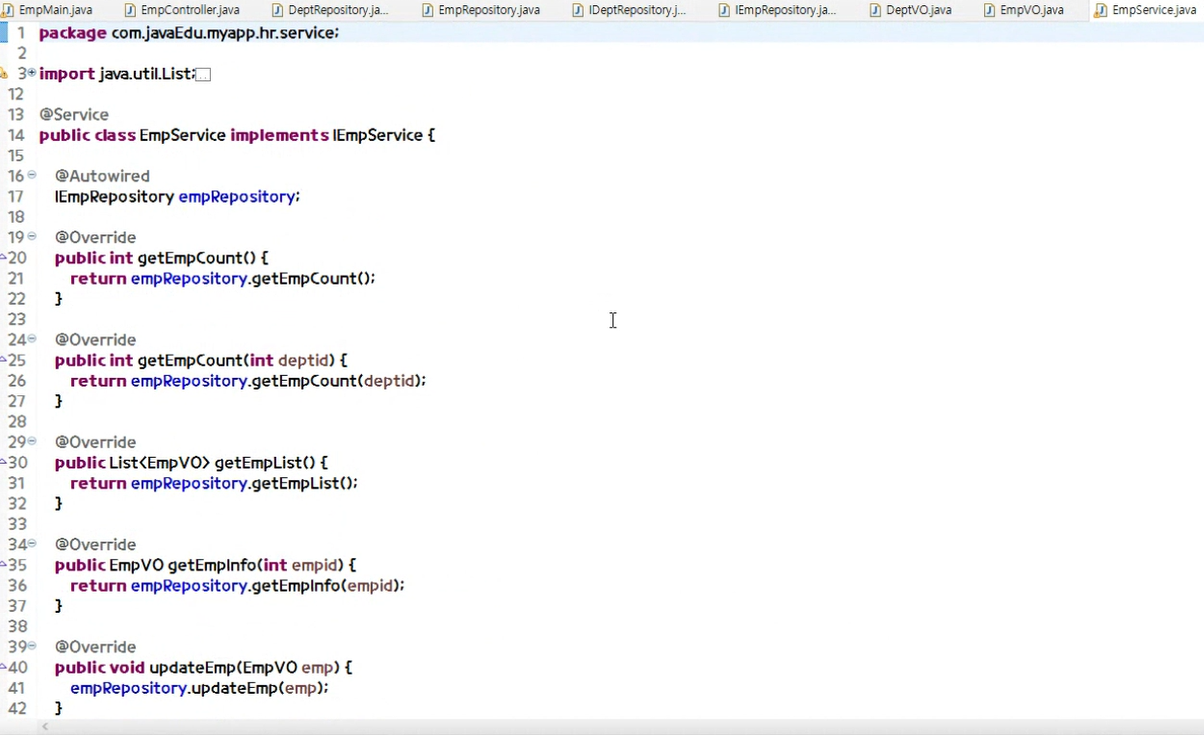 EmpMain.java EmpController.java DeptRepository.ja... EmpRepository.java IDeptRepository.j... IEmpRepository.ja... DeptVO.java EmpVO.java EmpService.java
1 package com.javaEdu.myapp.hr.service;
2
3 import java.util.List;
12
13 @Service
14 public class EmpService implements IEmpService {
15
16 @Autowired
17 IEmpRepository empRepository;
18
19 @Override
20 public int getEmpCount() {
21 return empRepository.getEmpCount();
22 }
23
24 @Override
25 public int getEmpCount(int deptid) {
26 return empRepository.getEmpCount(deptid);
27 }
28
29 @Override
30 public List<EmpVO> getEmpList() {
31 return empRepository.getEmpList();
32 }
33
34 @Override
35 public EmpVO getEmpInfo(int empid) {
36 return empRepository.getEmpInfo(empid);
37 }
38
39 @Override
40 public void updateEmp(EmpVO emp) {
41 empRepository.updateEmp(emp);
42 }